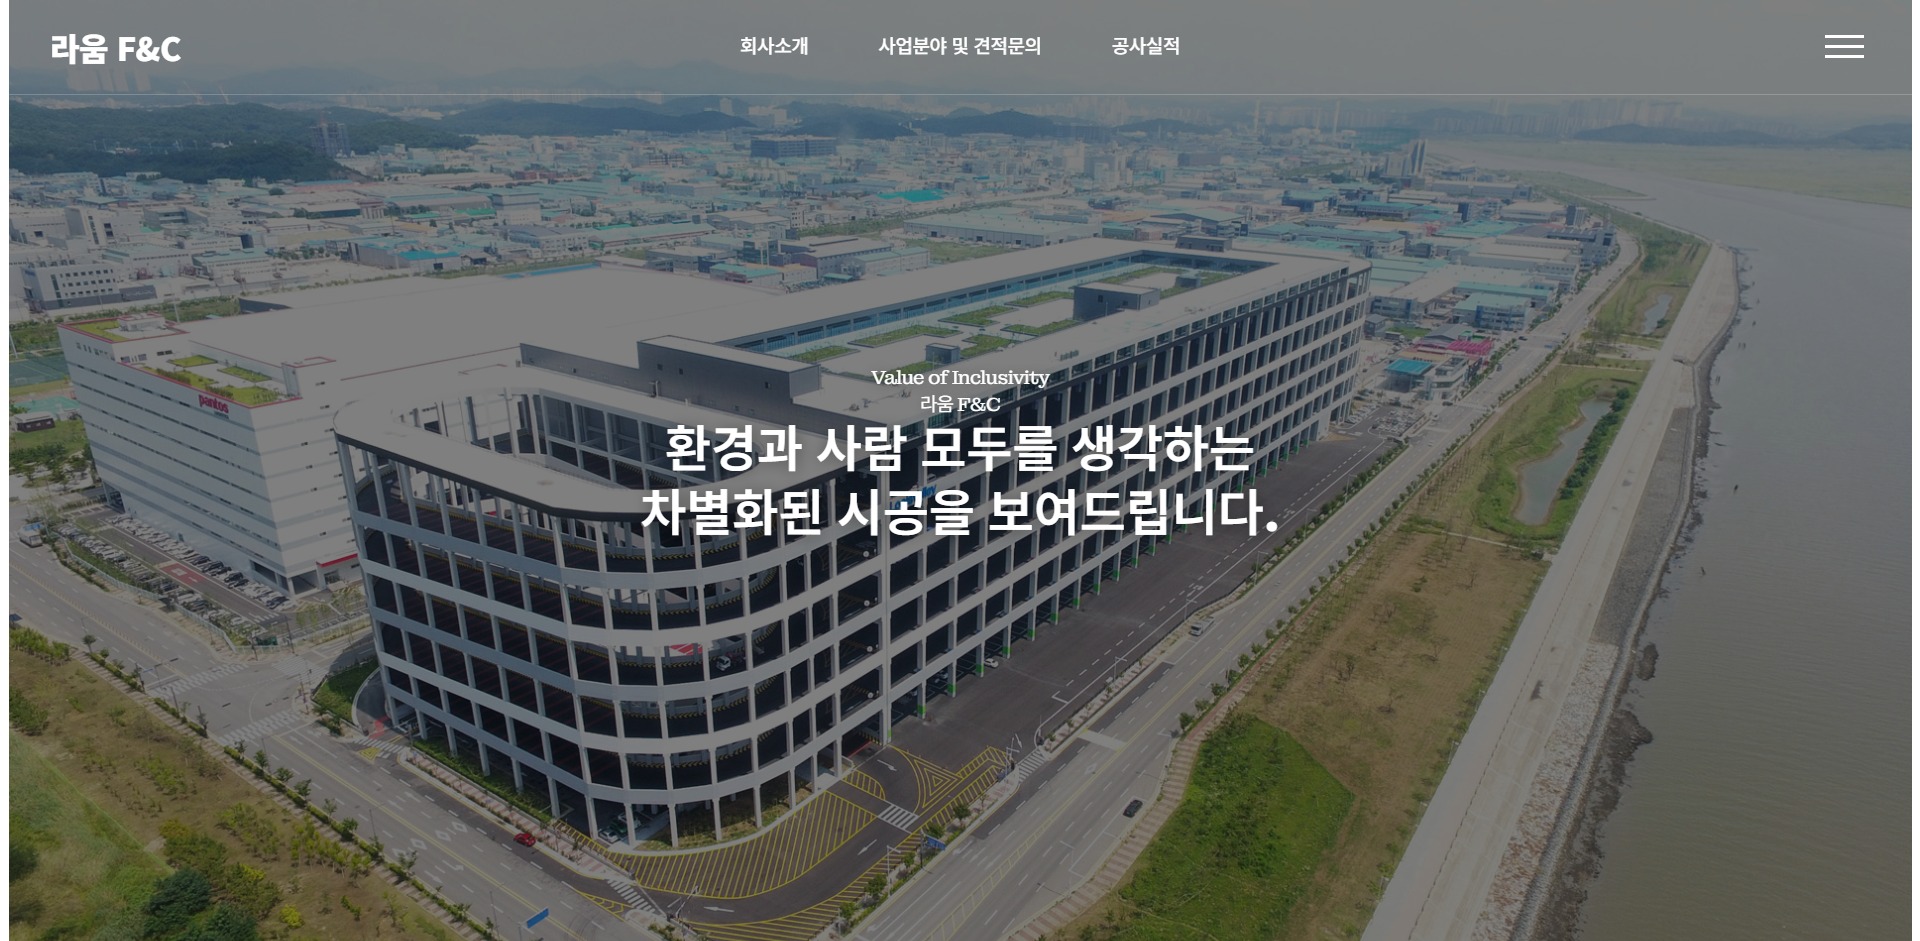 라움 F&C
회사소개
사업분야 및 견적문의
공사실적
Value of Inclusivity
라움 F&C
환경과 사람 모두를 생각하는
차별화된 시공을 보여드립니다.
pantos